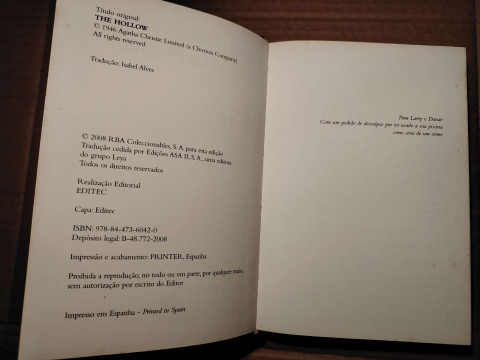 Título original:
THE HOLLOW
© 1946 Agatha Christie Limited (a Chorion Company)
All rights reserved
Tradução: Isabel Alves
© 2008 RBA Coleccionables, S. A. para esta edição
Tradução cedida por Edições ASA II, S. A., uma editora
do grupo Leya
Todos os direitos reservados
Realização Editorial
EDITEC
Capa: Editec
ISBN: 978-84-473-6042-0
Depósito legal: B-48.772-2008
Impressão e acabamento: PRINTER, Espanha
Proibida a reprodução, no todo ou em parte, por qualquer meio,
sem autorização por escrito do Editor
Impresso em Espanha - Printed in Spain
Para Larry e Danae
Com um pedido de desculpas por ter usado a sua piscina
como cena de um crime